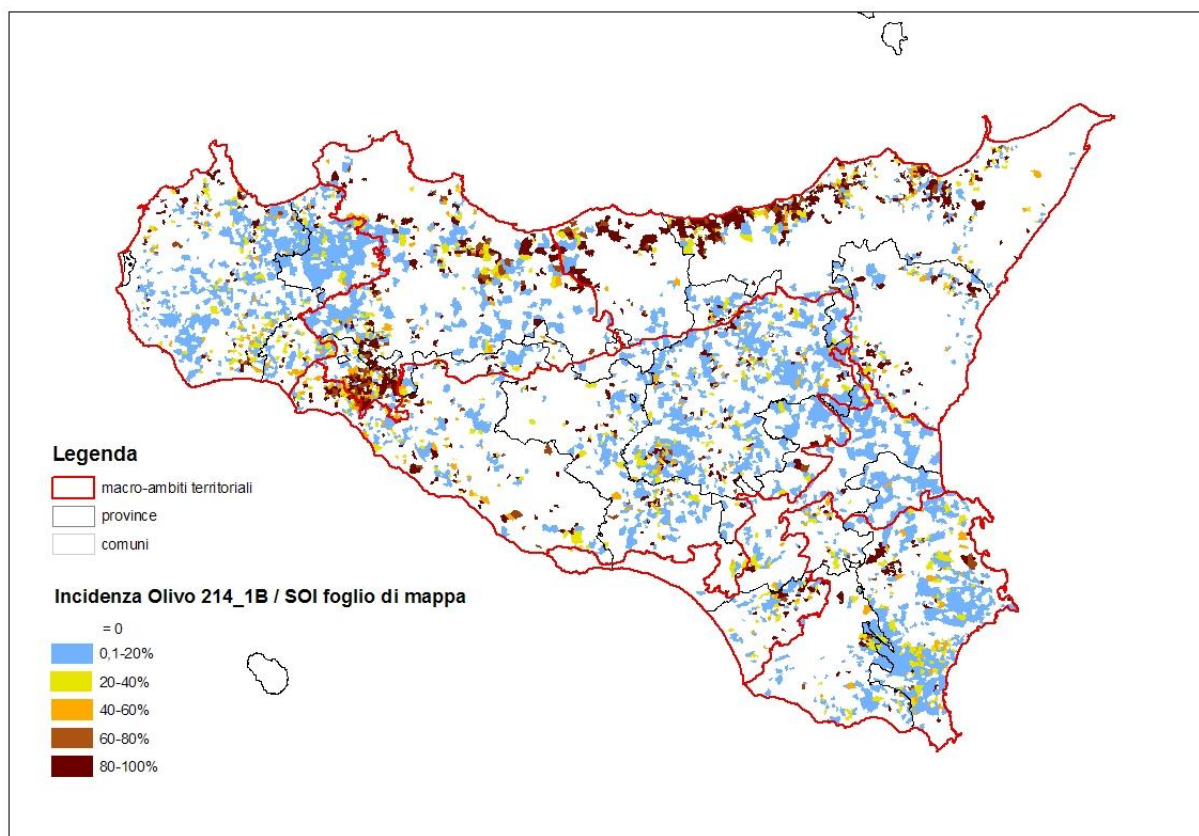 Legenda
macro-ambiti territoriali
province
comuni
Incidenza Olivo 214_1B / SOI foglio di mappa
= 0
0,1-20%
20-40%
40-60%
60-80%
80-100%